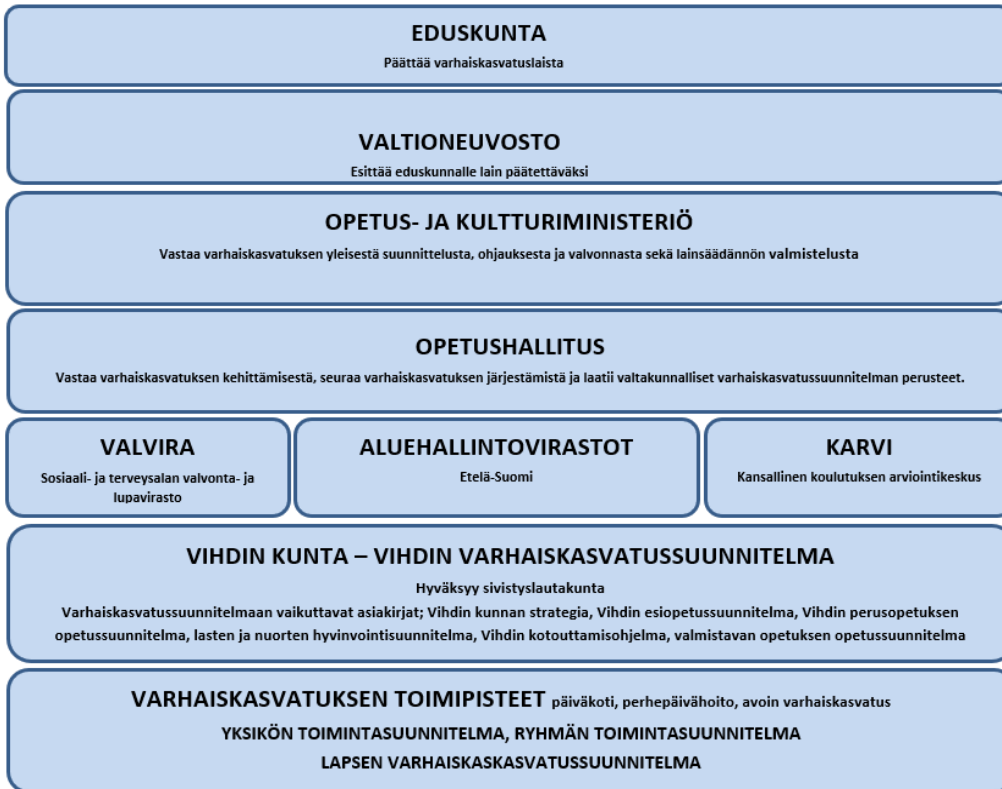 EDUSKUNTA
Päättää varhaiskasvatuslaista
VALTIONEUVOSTO
Esittää eduskunnalle lain päätettäväksi
OPETUS- JA KULTTURIMINISTERIÖ
Vastaa varhaiskasvatuksen yleisestä suunnittelusta, ohjauksesta ja valvonnasta sekä lainsäädännön valmistelusta
OPETUSHALLITUS
Vastaa varhaiskasvatuksen kehittämisestä, seuraa varhaiskasvatuksen järjestämistä ja laatii valtakunnalliset varhaiskasvatussuunnitelman perusteet.
VALVIRA
Sosiaali- ja terveysalan valvonta- ja
lupavirasto
ALUEHALLINTOVIRASTOT
Etelä-Suomi
KARVI
Kansallinen koulutuksen arviointikeskus
VIHDIN KUNTA – VIHDIN VARHAISKASVATUSSUUNNITELMA
Hyväksyy sivistyslautakunta
Varhaiskasvatussuunnitelmaan vaikuttavat asiakirjat; Vihdin kunnan strategia, Vihdin esiopetussuunnitelma, Vihdin perusopetuksen
opetussuunnitelma, lasten ja nuorten hyvinvointisuunnitelma, Vihdin kotouttamisohjelma, valmistavan opetuksen opetussuunnitelma
VARHAISKASVATUKSEN TOIMIPISTEET päiväkoti, perhepäivähoito, avoin varhaiskasvatus
YKSIKÖN TOIMINTASUUNNITELMA, RYHMÄN TOIMINTASUUNNITELMA
LAPSEN VARHAISKASKASVATUSSUUNNITELMA